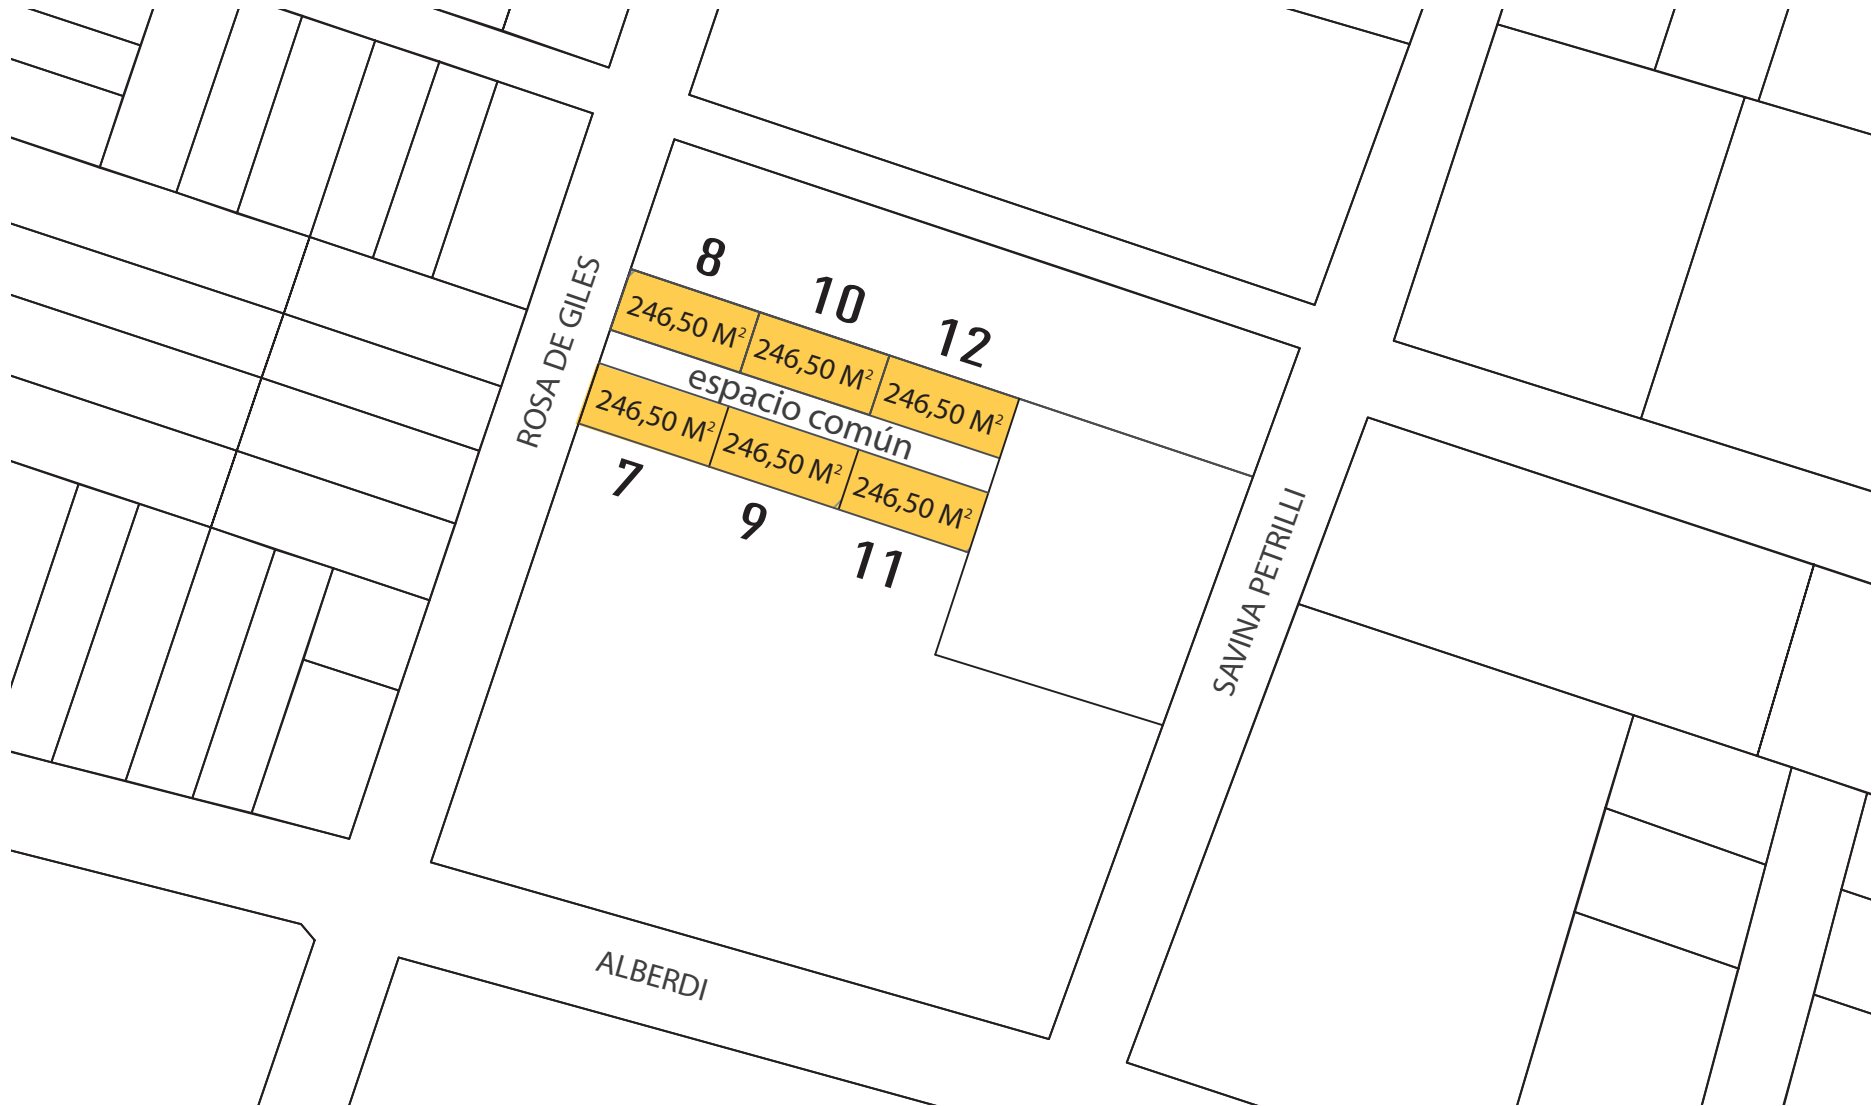 8
10
12
246,50 M²
246,50 M²
246,50 M²
espacio común
246,50 M²
246,50 M²
246,50 M²
7
9
11
ROSA DE GILES
SAVINA PETRILLI
ALBERDI